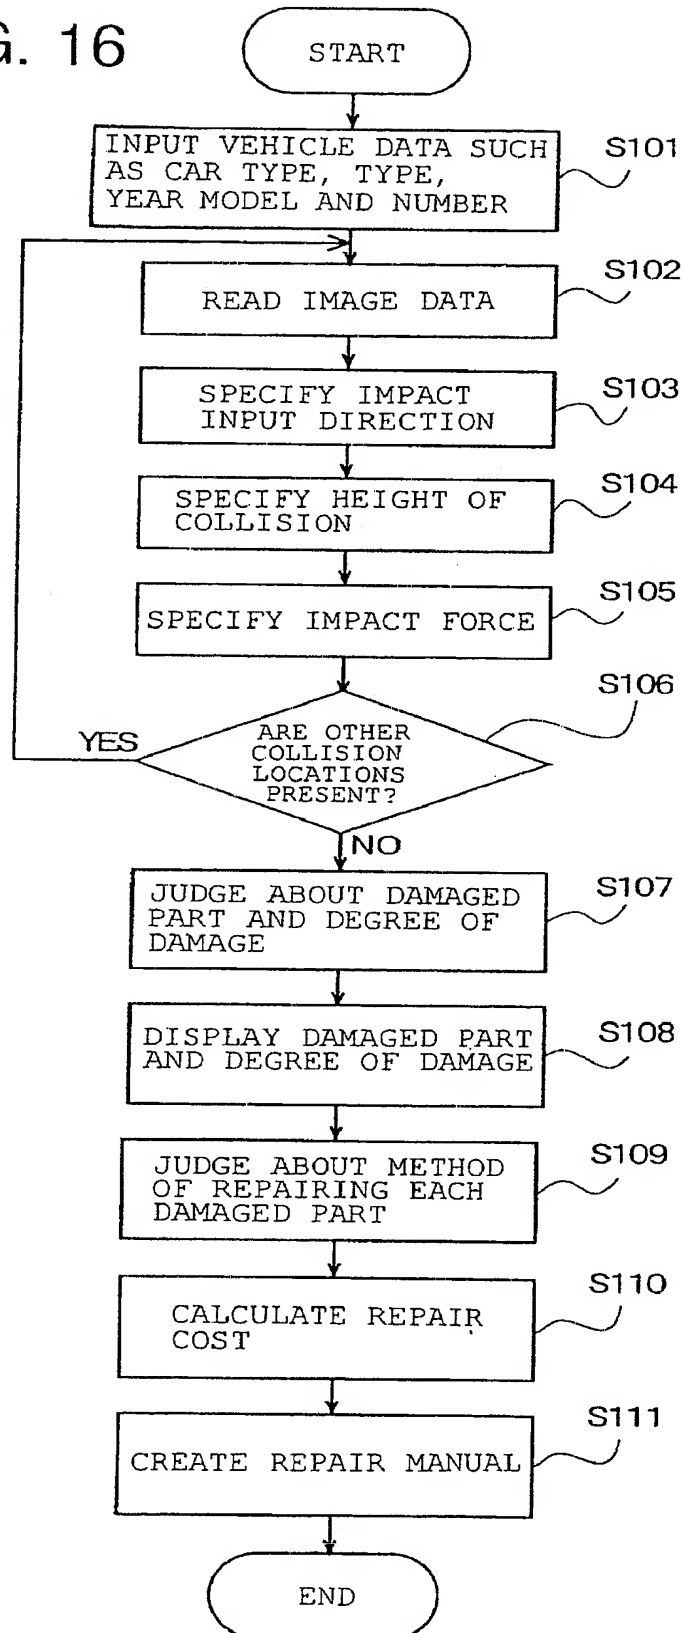 G. 16
START
INPUT VEHICLE DATA SUCH
AS CAR TYPE, TYPE,
YEAR MODEL AND NUMBER
S101
READ IMAGE DATA
S102
SPECIFY IMPACT
INPUT DIRECTION
S103
SPECIFY HEIGHT OF
COLLISION
S104
SPECIFY IMPACT FORCE
S105
ARE OTHER
COLLISION
LOCATIONS
PRESENT?
S106
YES
NO
JUDGE ABOUT DAMAGED
PART AND DEGREE OF
DAMAGE
S107
DISPLAY DAMAGED PART
AND DEGREE OF DAMAGE
S108
JUDGE ABOUT METHOD
OF REPAIRING EACH
DAMAGED PART
S109
CALCULATE REPAIR
COST
S110
CREATE REPAIR MANUAL
S111
END